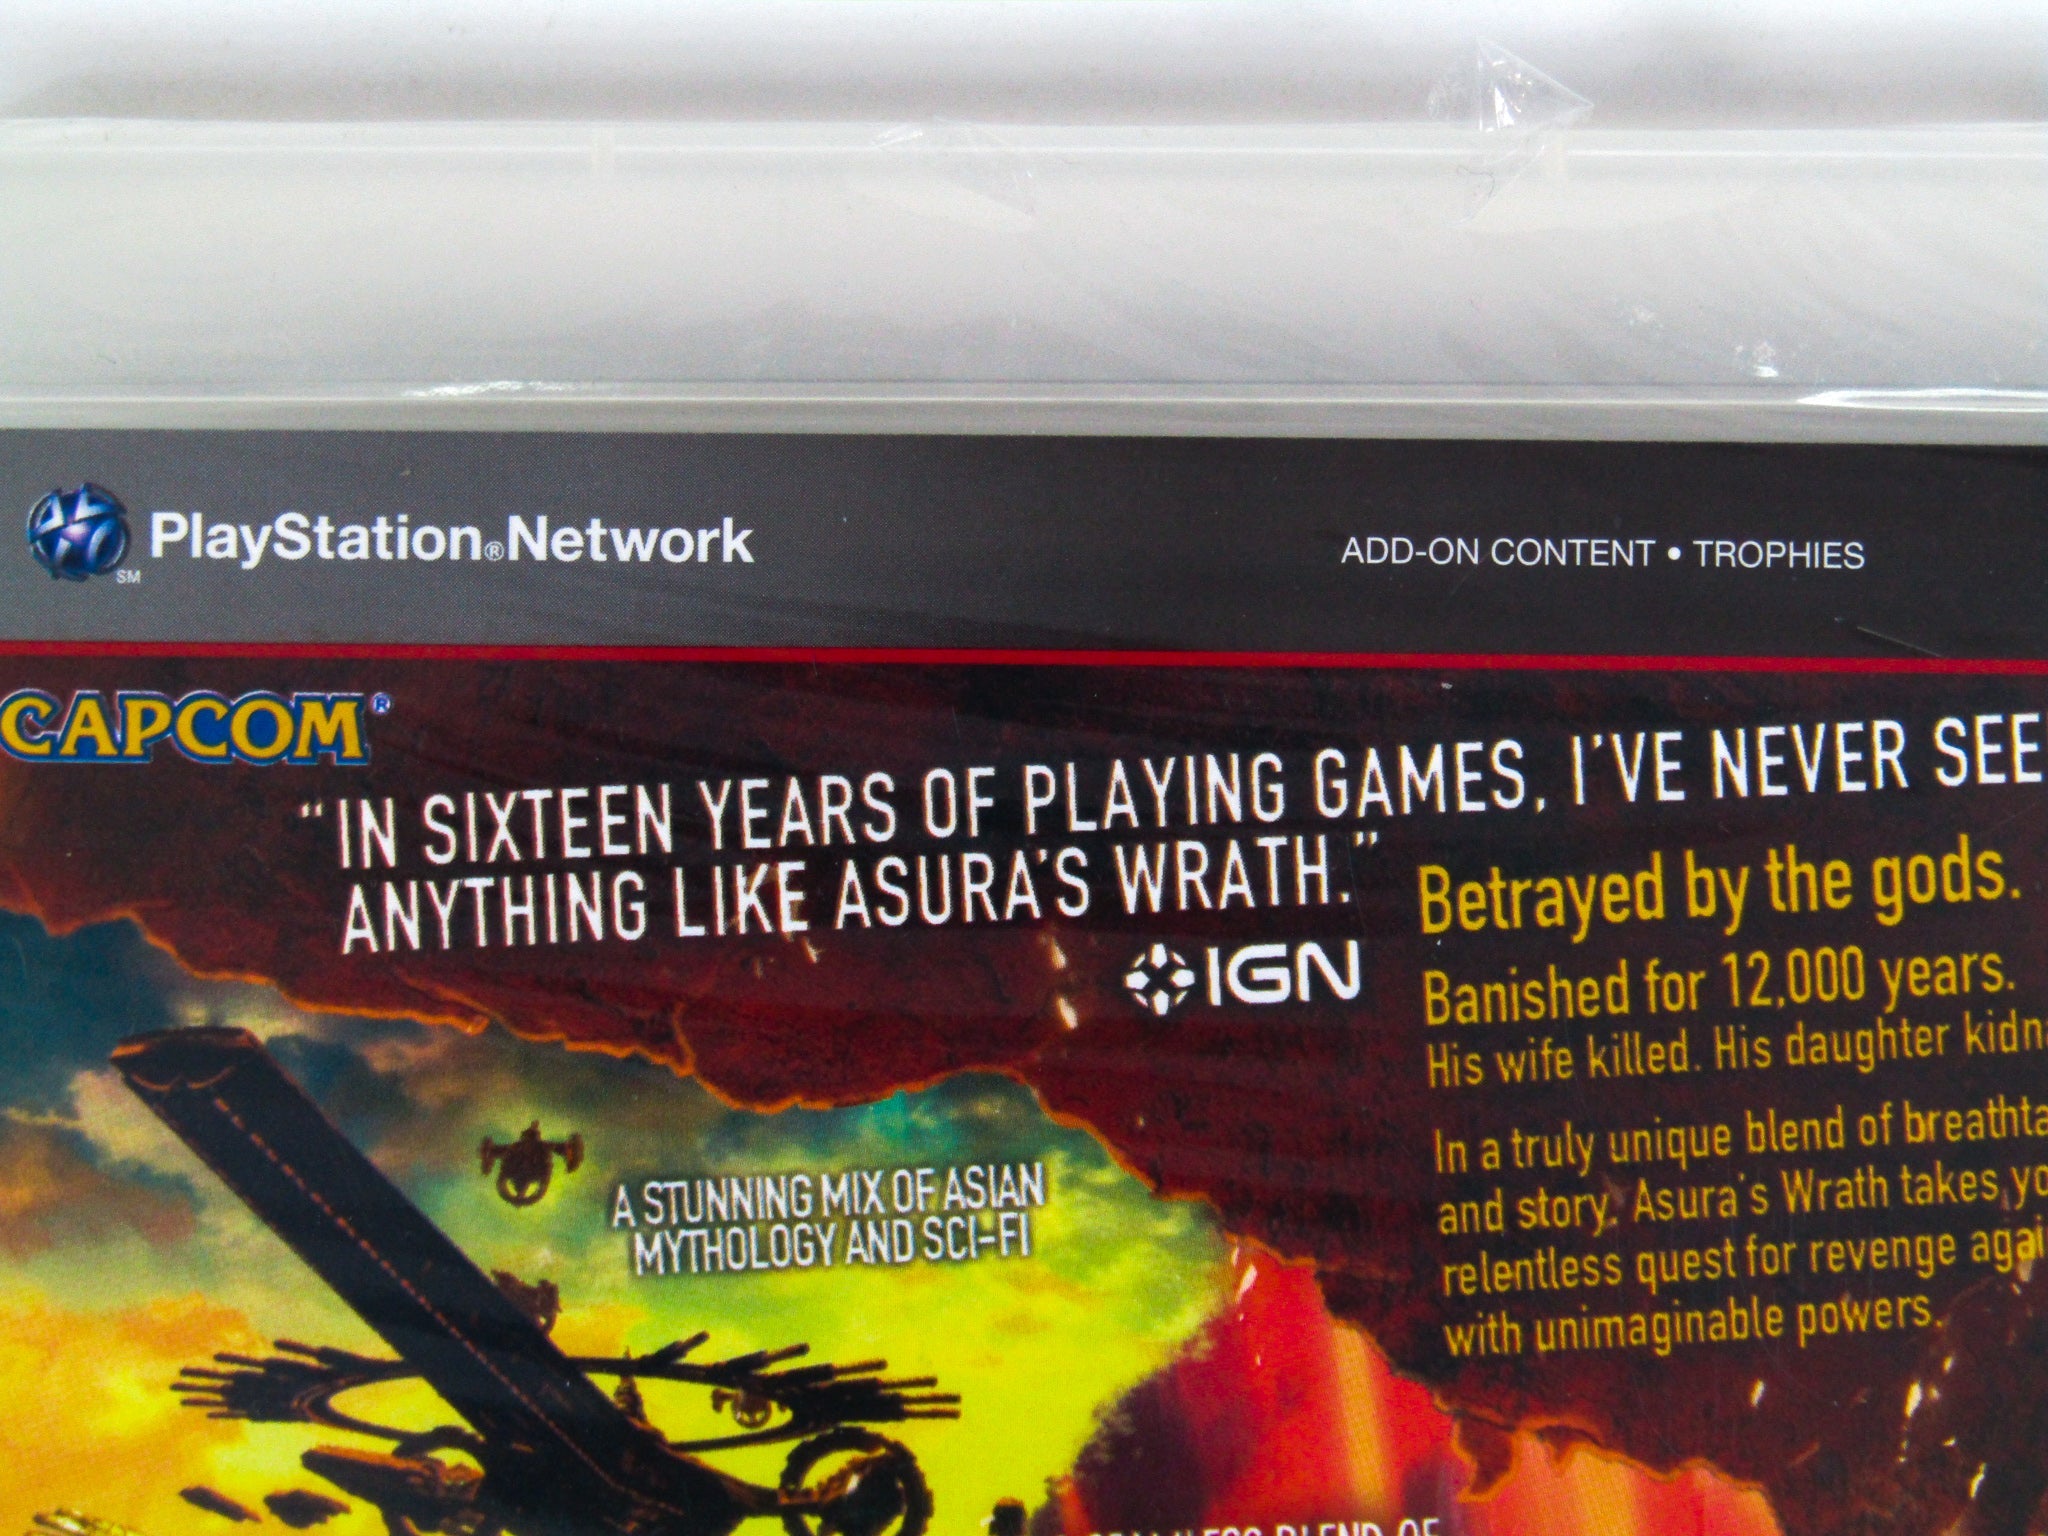 PlayStation®Network
SM
ADD-ON CONTENT • TROPHIES
CAPCOM®
"IN SIXTEEN YEARS OF PLAYING GAMES, I'VE NEVER SEE
ANYTHING LIKE ASURA'S WRATH."
IGN
Betrayed by the gods.
Banished for 12,000 years.
His wife killed. His daughter kidn
In a truly unique blend of breathta
and story, Asura's Wrath takes yo
relentless quest for revenge agai
with unimaginable powers.
A STUNNING MIX OF ASIAN
MYTHOLOGY AND SCI-FI
BLEND OF